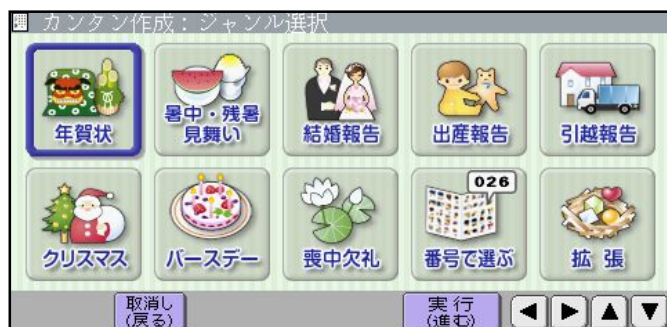 カンタン作成：ジャンル選択
年賀状
暑中・残暑
見舞い
結婚報告
出産報告
引越報告
クリスマス
バースデー
喪中欠礼
026
番号で選ぶ
拡 張
取消し
(戻る)
実 行
(進む)
◀ ▶ ▲ ▼